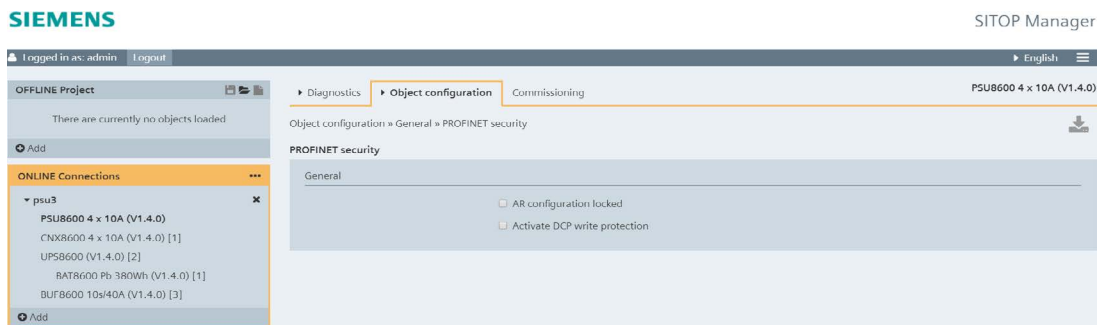 SIEMENS
SITOP Manager
Logged in as: admin Logout
English
OFFLINE Project
There are currently no objects loaded
Add
ONLINE Connections
psu3
PSU8600 4 x 10A (V1.4.0)
CNX8600 4 x 10A (V1.4.0) [1]
UPS8600 (V1.4.0) [2]
BAT8600 Pb 380Wh (V1.4.0) [1]
BUF8600 10s/40A (V1.4.0) [3]
Add
Diagnostics Object configuration Commissioning
PSU8600 4 x 10A (V1.4.0)
Object configuration » General » PROFINET security
PROFINET security
General
AR configuration locked
Activate DCP write protection